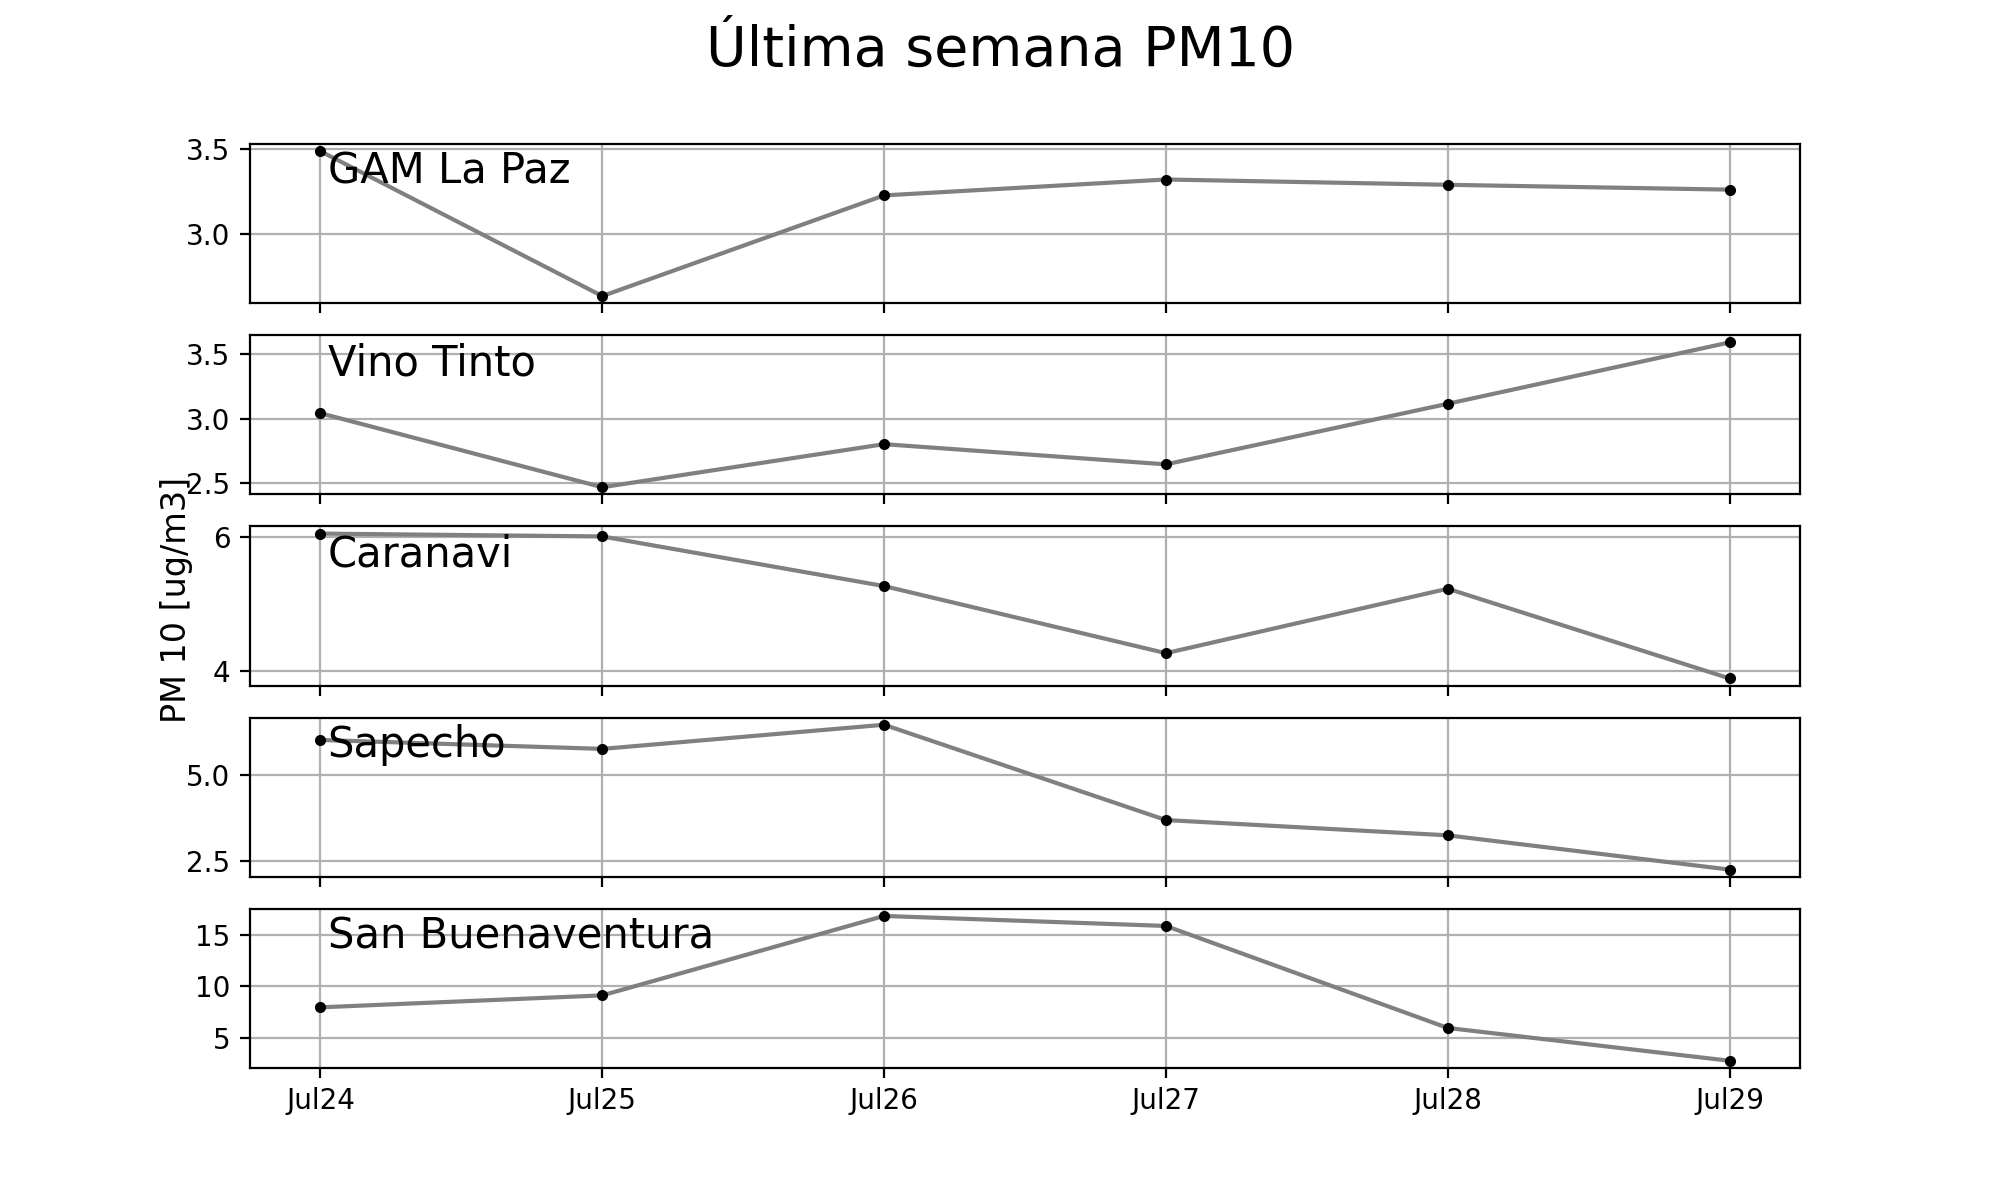 Última semana PM10
PM 10 [ug/m3]
GAM La Paz
3.5
3.0
Vino Tinto
3.5
3.0
2.5
Caranavi
6
4
Sapecho
5.0
2.5
San Buenaventura
15
10
5
Jul24 Jul25 Jul26 Jul27 Jul28 Jul29